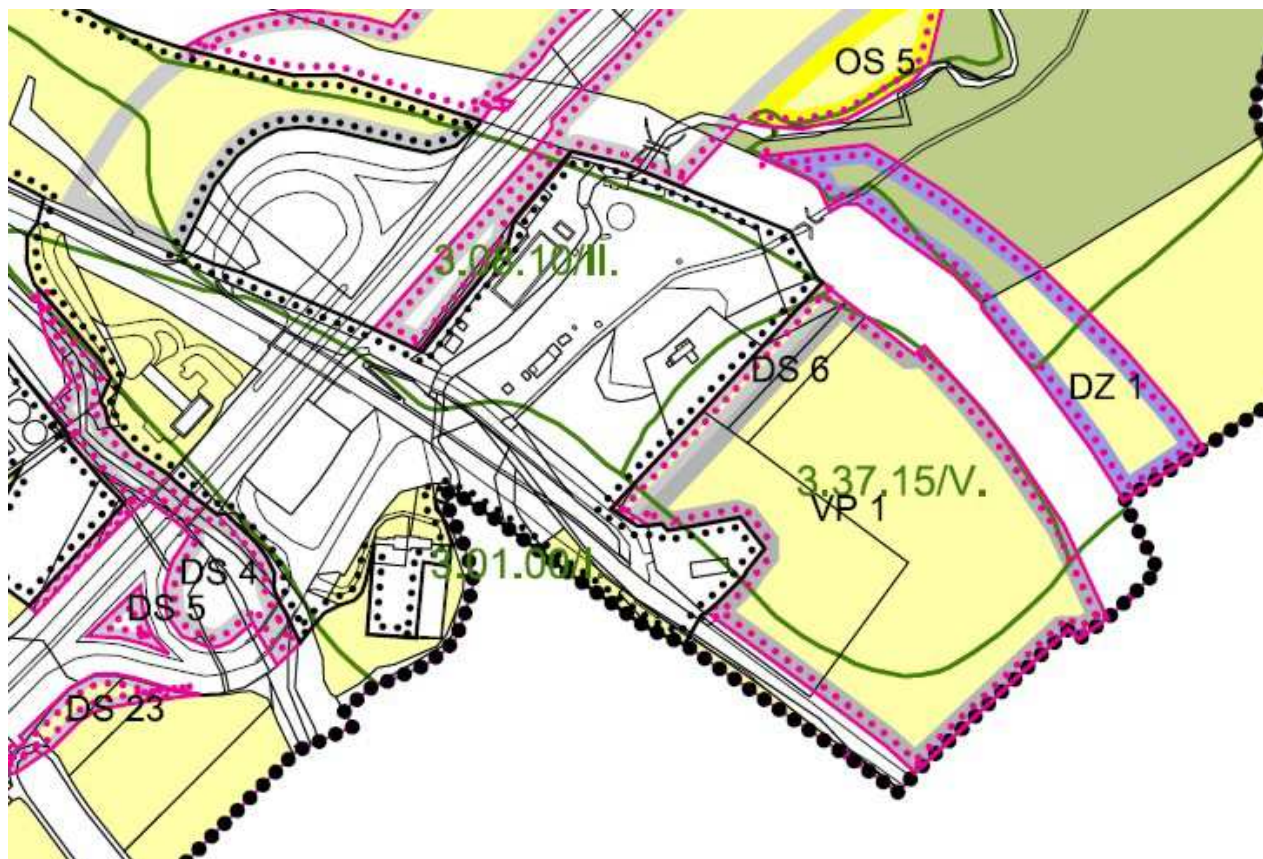 OS 5
3.08.10/II.
DS 6
DZ 1
3.37.15/V.
VP 1
3.01.00/I.
DS 4
DS 5
DS 23